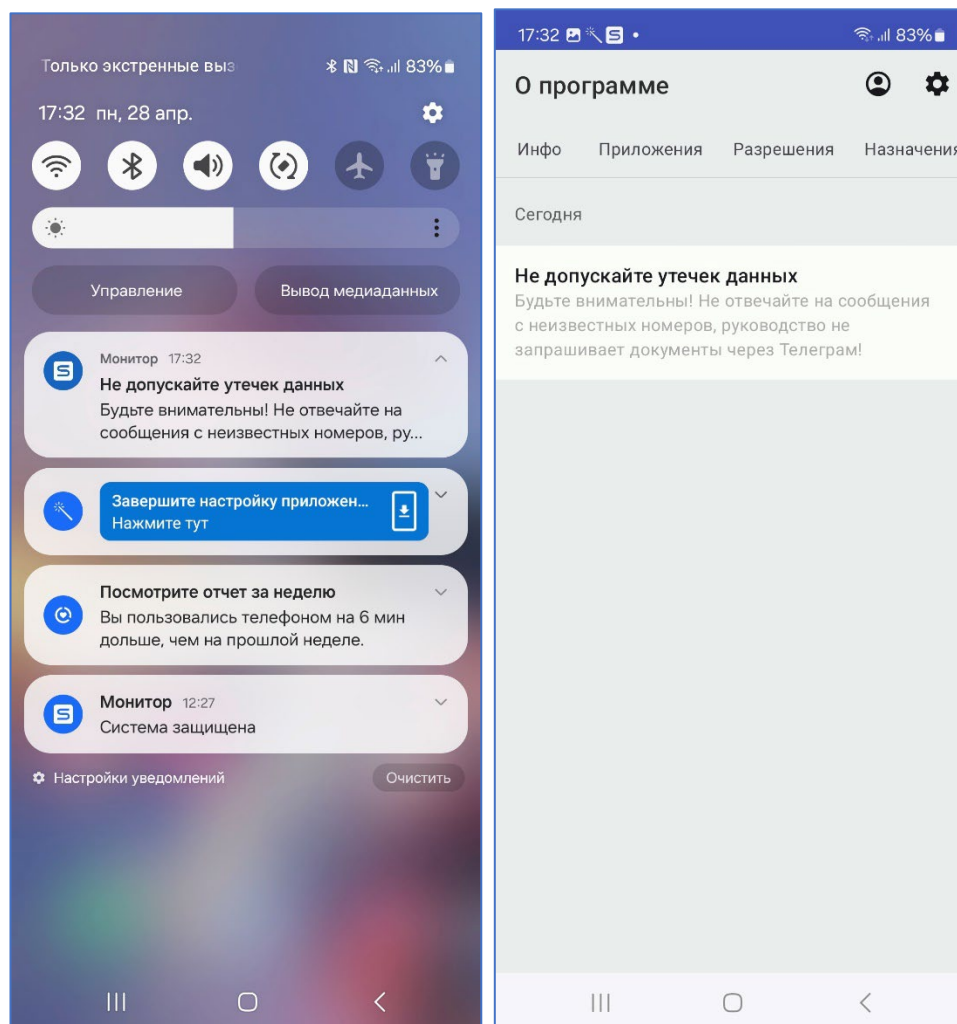 Только экстренные выз
83%
17:32 пн, 28 апр.
Управление
Вывод медиаданных
Монитор 17:32
Не допускайте утечек данных
Будьте внимательны! Не отвечайте на
сообщения с неизвестных номеров, ру...
Завершите настройку приложен...
Нажмите тут
Посмотрите отчет за неделю
Вы пользовались телефоном на 6 мин
дольше, чем на прошлой неделе.
Монитор 12:27
Система защищена
Настройки уведомлений
Очистить
17:32
83%
О программе
Инфо Приложения Разрешения Назначения
Сегодня
Не допускайте утечек данных
Будьте внимательны! Не отвечайте на сообщения
с неизвестных номеров, руководство не
запрашивает документы через Телеграм!